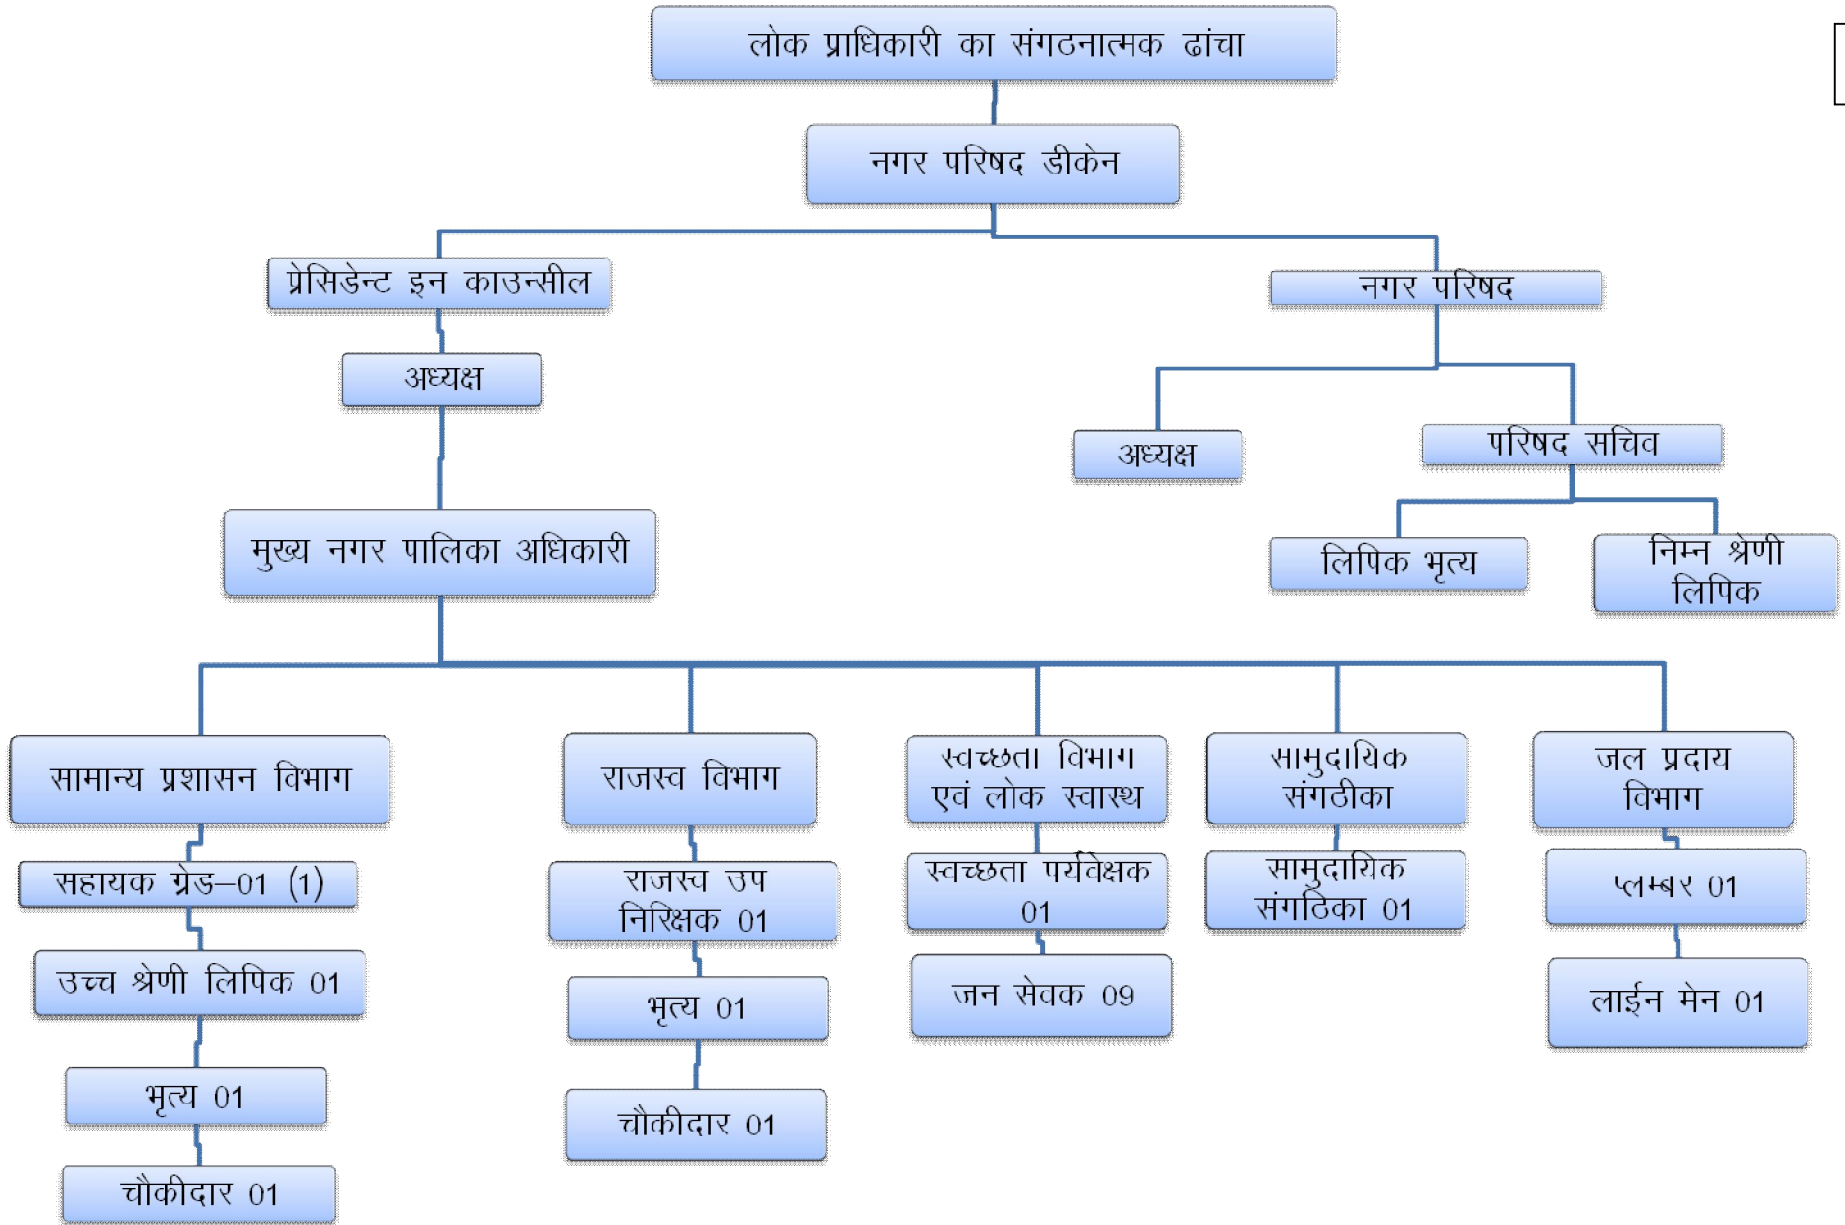 लोक प्राधिकारी का संगठनात्मक ढांचा
नगर परिषद डीकेन
प्रेसिडेन्ट इन काउन्सील
नगर परिषद
अध्यक्ष
अध्यक्ष
परिषद सचिव
मुख्य नगर पालिका अधिकारी
लिपिक भृत्य
निम्न श्रेणी
लिपिक
सामान्य प्रशासन विभाग
सहायक ग्रेड–01 (1)
उच्च श्रेणी लिपिक 01
भृत्य 01
चौकीदार 01
राजस्व विभाग
राजस्व उप
निरिक्षक 01
भृत्य 01
चौकीदार 01
स्वच्छता विभाग
एवं लोक स्वास्थ
स्वच्छता पर्यवेक्षक
01
जन सेवक 09
सामुदायिक
संगठीका
सामुदायिक
संगठिका 01
जल प्रदाय
विभाग
प्लम्बर 01
लाईन मेन 01